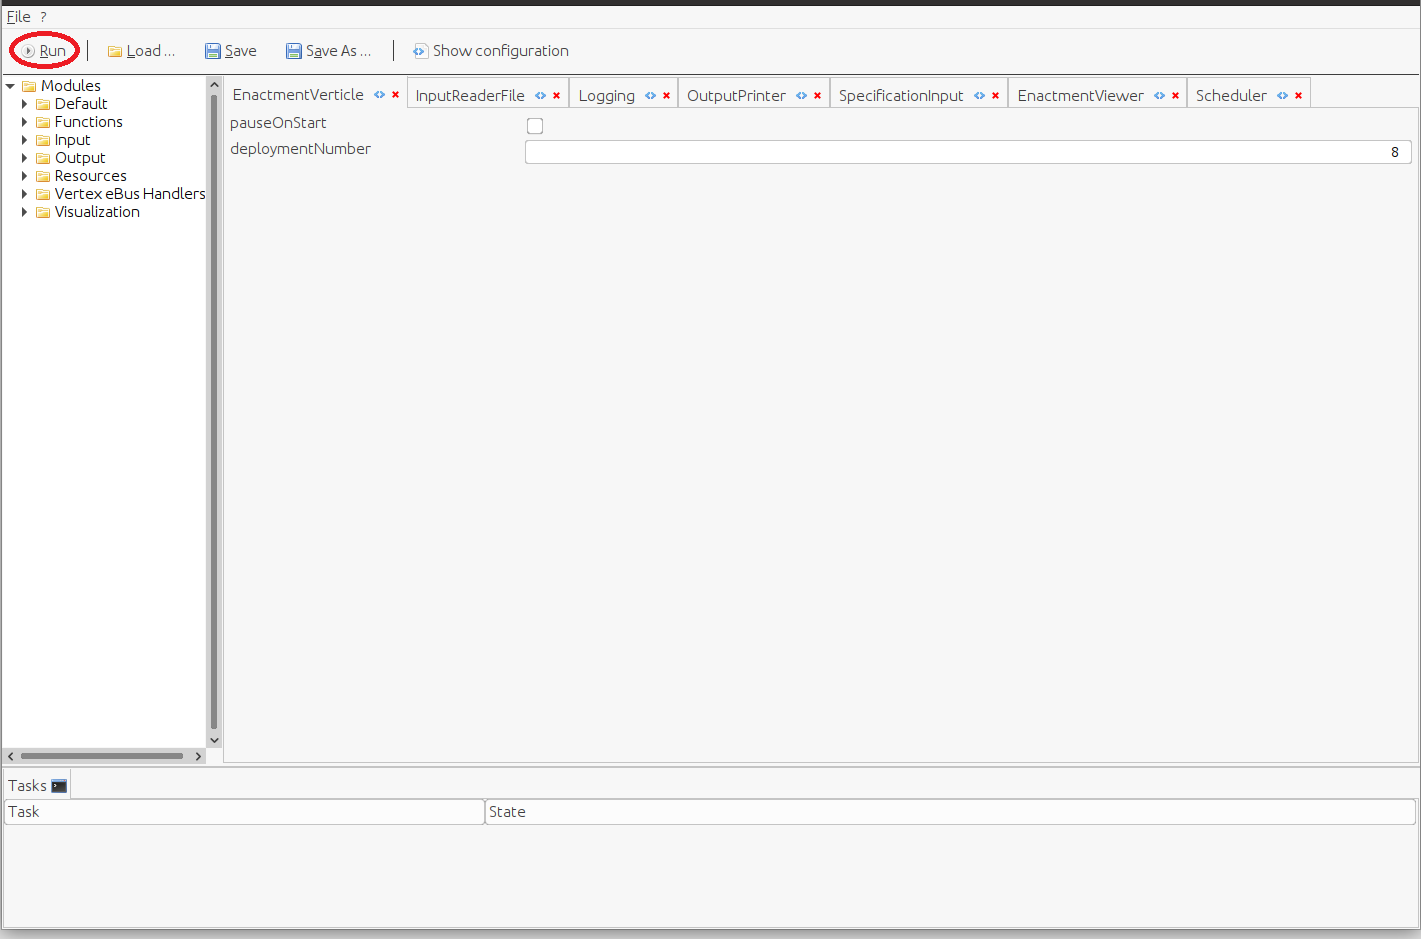 File ?
Run Load ... Save Save As ... Show configuration
Modules
Default
Functions
Input
Output
Resources
Vertex eBus Handlers
Visualization
EnactmentVerticle InputReaderFile Logging OutputPrinter SpecificationInput EnactmentViewer Scheduler
pauseOnStart
deploymentNumber 8
Tasks
Task State